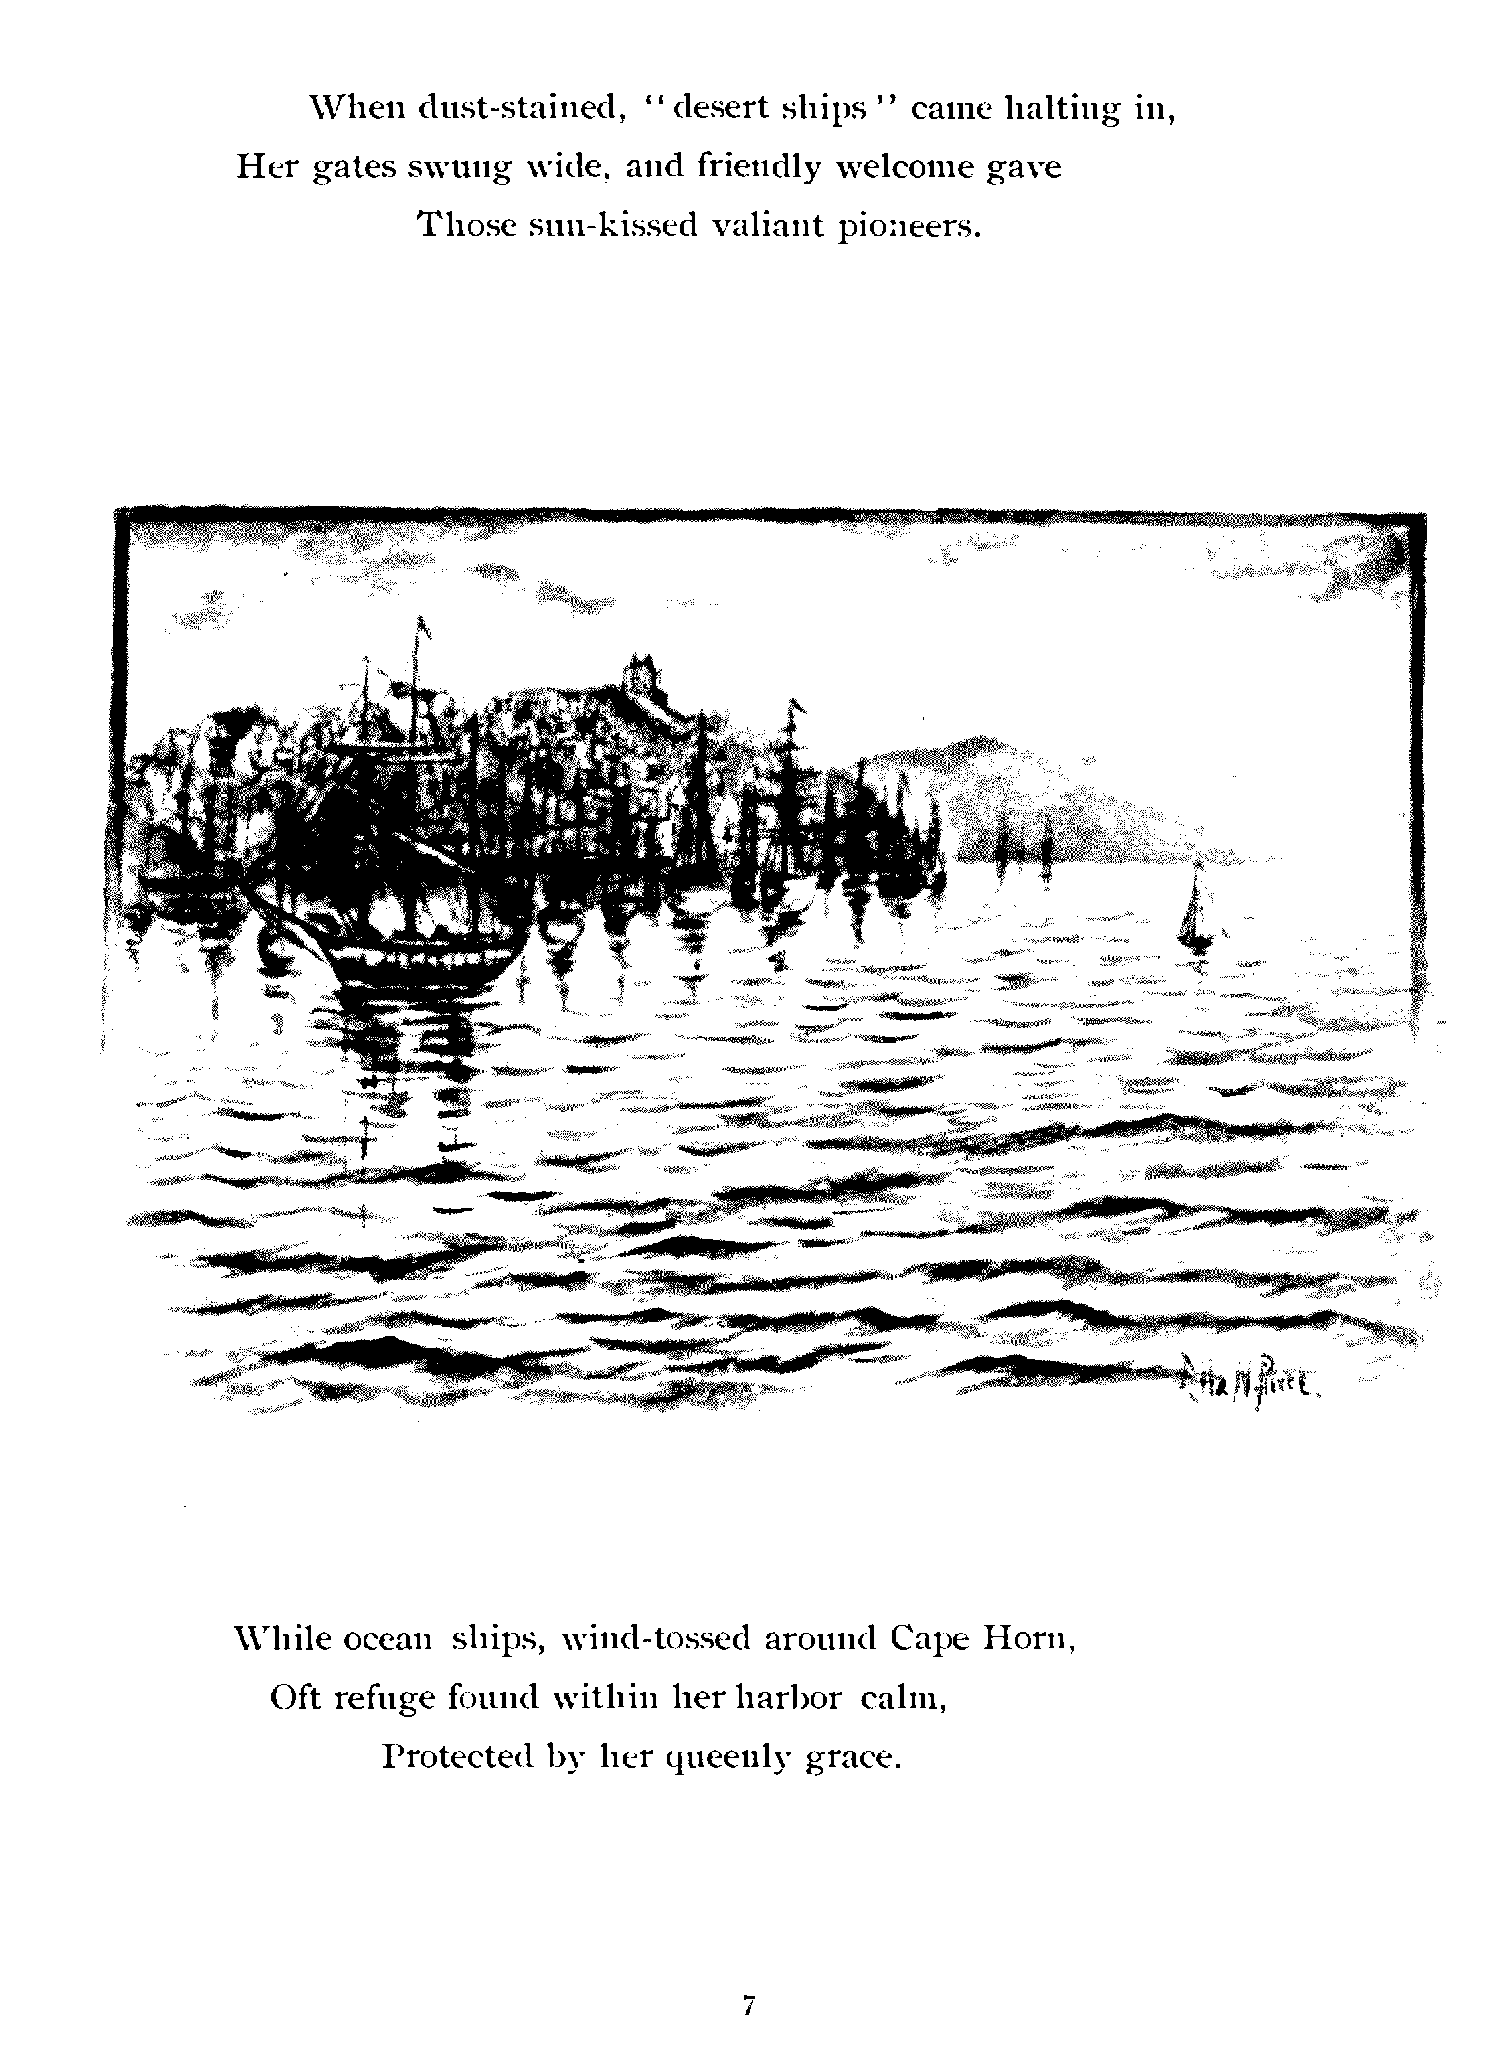 When dust-stained, "desert ships" came halting in,
Her gates swung wide, and friendly welcome gave
Those sun-kissed valiant pioneers.
While ocean ships, wind-tossed around Cape Horn,
Oft refuge found within her harbor calm,
Protected by her queenly grace.
7